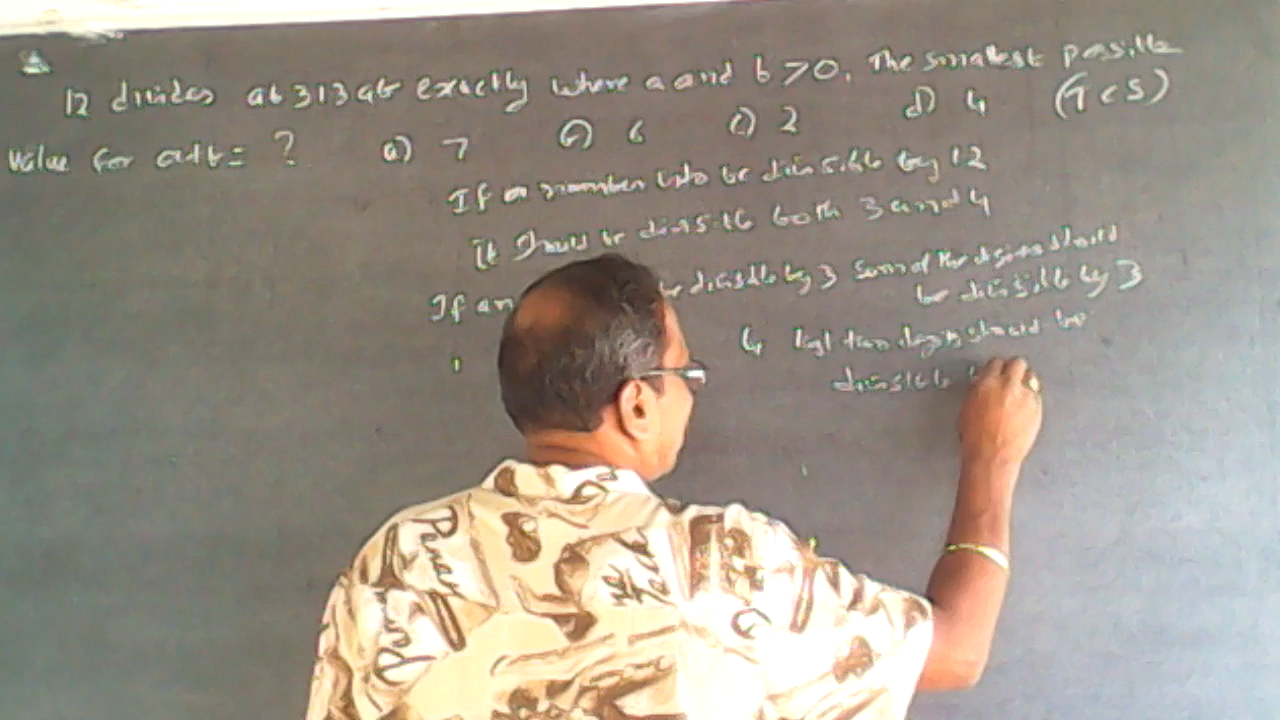 12 divides ab313ab exactly where a and b > 0. The smallest possible
value for a+b = ? a) 7 b) 6 c) 2 d) 4 (TCS)
If a number to be divisible by 12
It should be divisible both 3 and 4
If an be divisible by 3 Sum of the digits should
be divisible by 3
4 last two digits should be
divisible